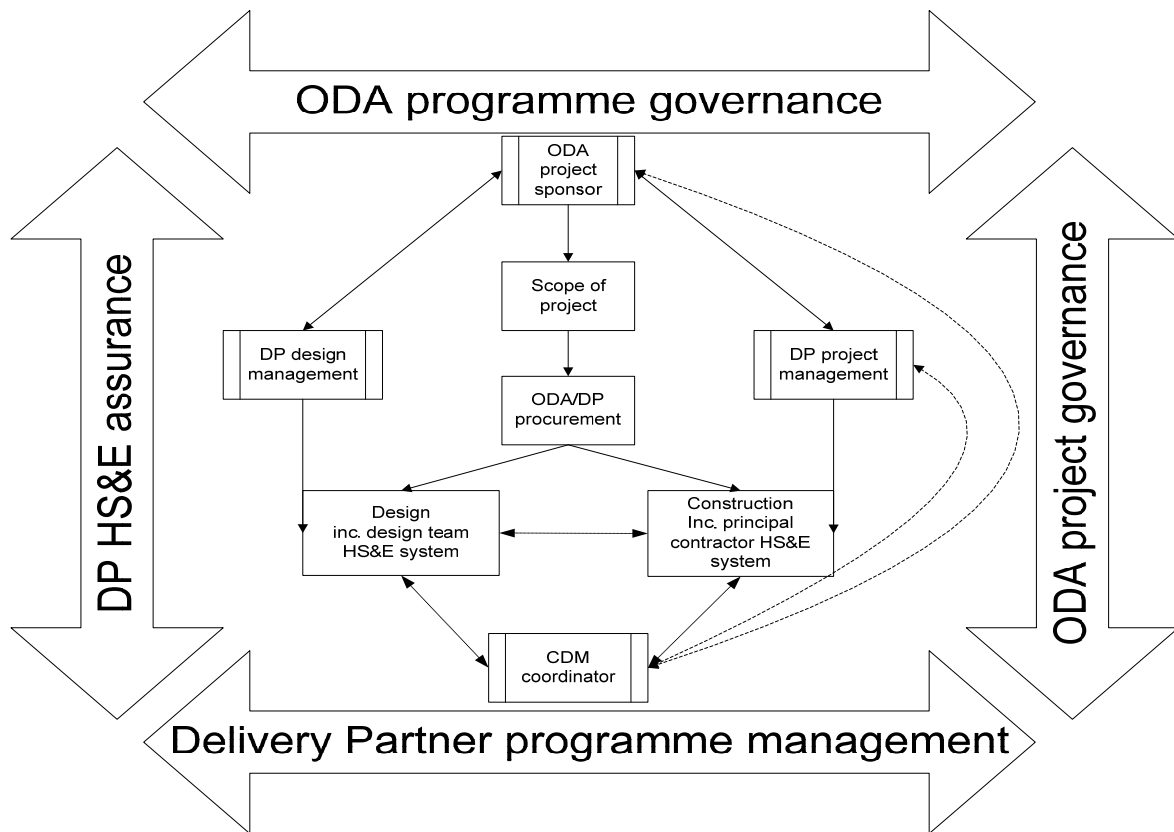 ODA programme governance
ODA
project
sponsor
DP HS&E assurance
ODA project governance
Scope of
project
DP design
management
DP project
management
ODA/DP
procurement
Design
inc. design team
HS&E system
Construction
Inc. principal
contractor HS&E
system
CDM
coordinator
Delivery Partner programme management